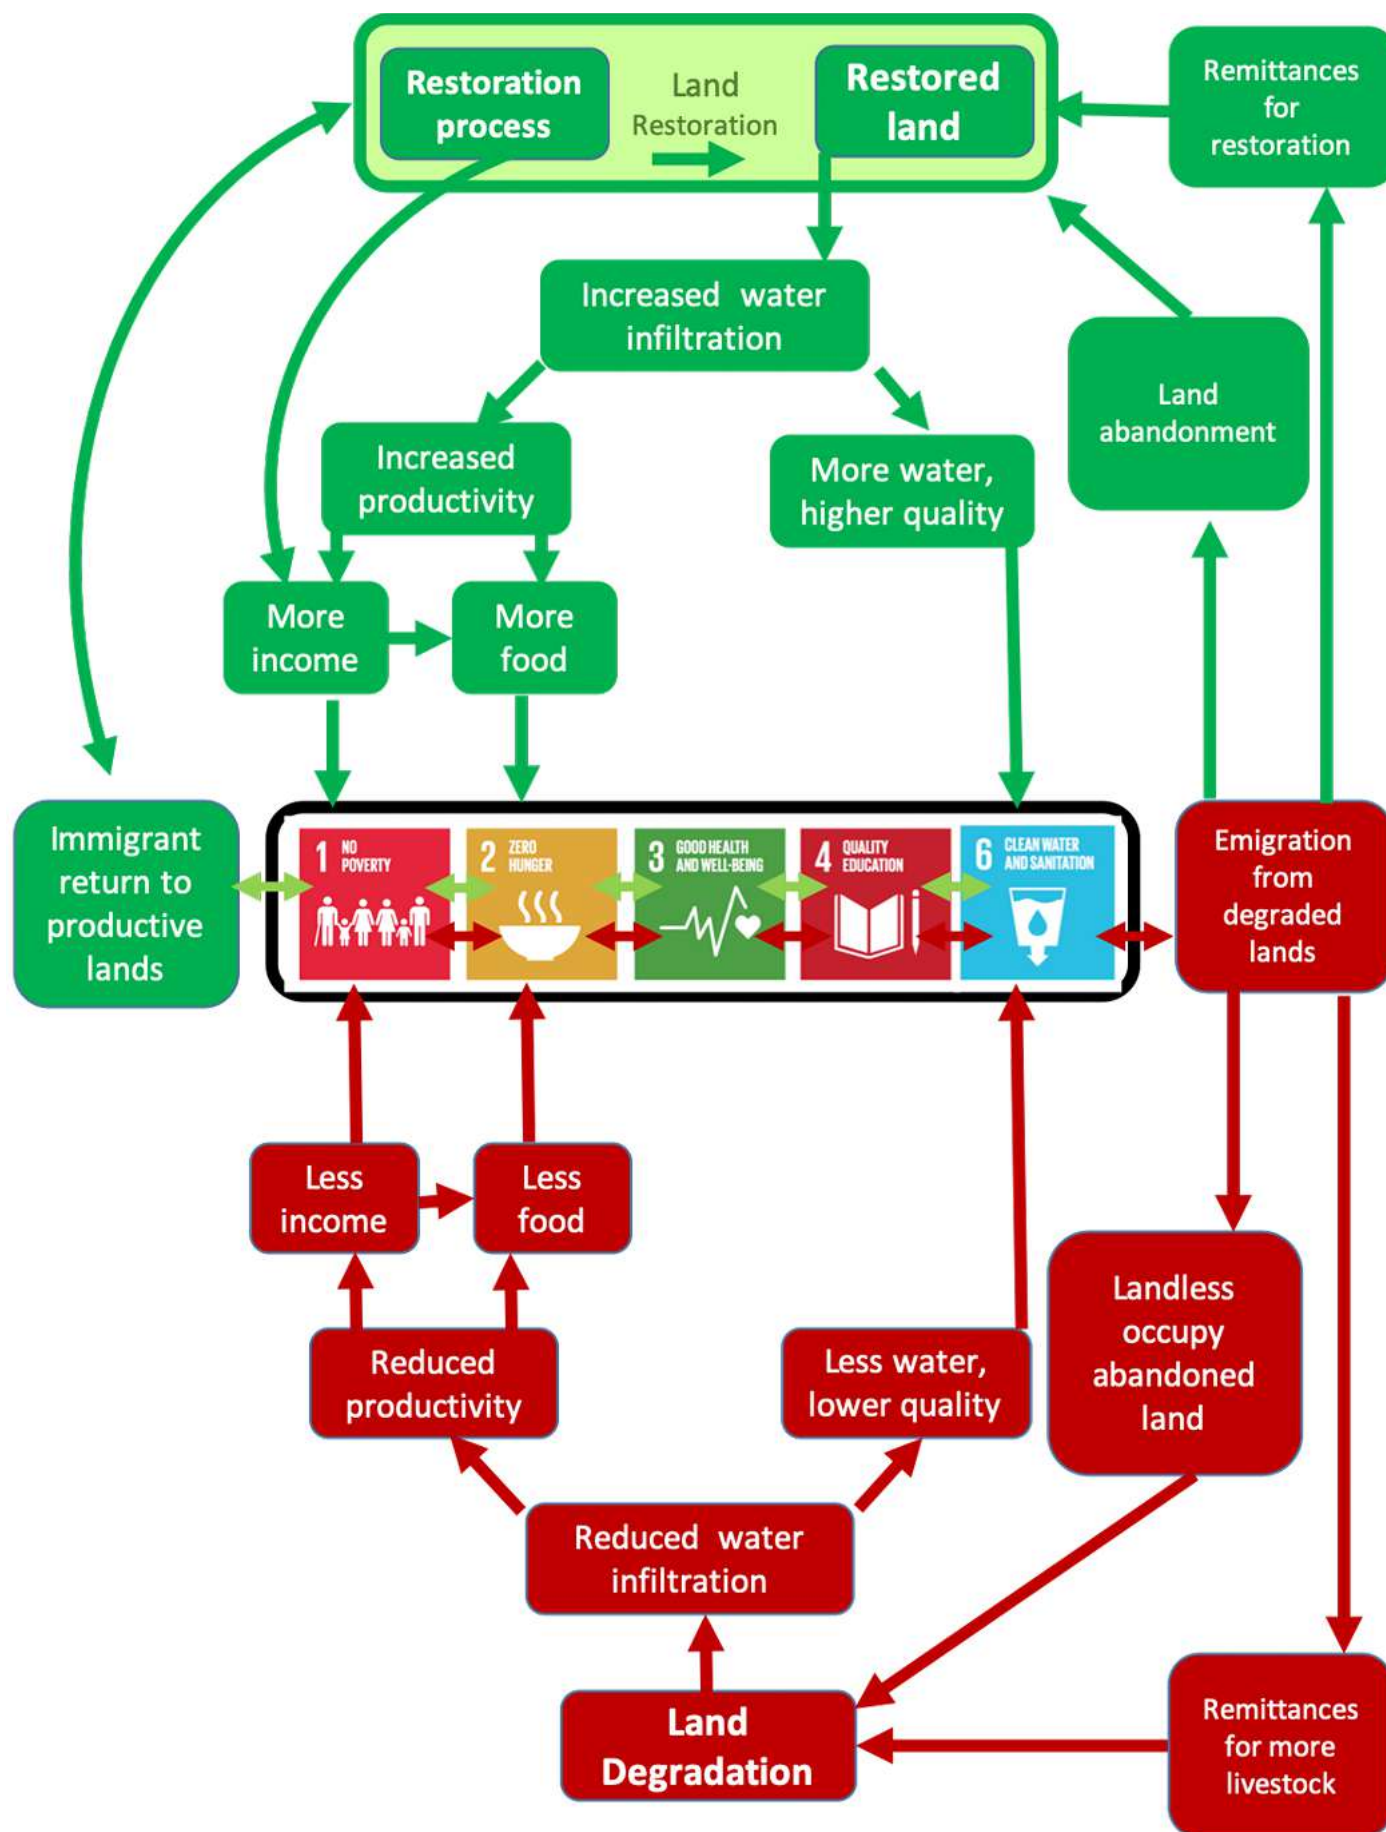 Restoration
process
Land
Restoration
Restored
land
Remittances
for
restoration
Increased water
infiltration
Land
abandonment
Increased
productivity
More water,
higher quality
More
income
More
food
Immigrant
return to
productive
lands
1 NO
POVERTY
2 ZERO
HUNGER
3 GOOD HEALTH
AND WELL-BEING
4 QUALITY
EDUCATION
6 CLEAN WATER
AND SANITATION
Emigration
from
degraded
lands
Less
income
Less
food
Landless
occupy
abandoned
land
Reduced
productivity
Less water,
lower quality
Reduced water
infiltration
Land
Degradation
Remittances
for more
livestock